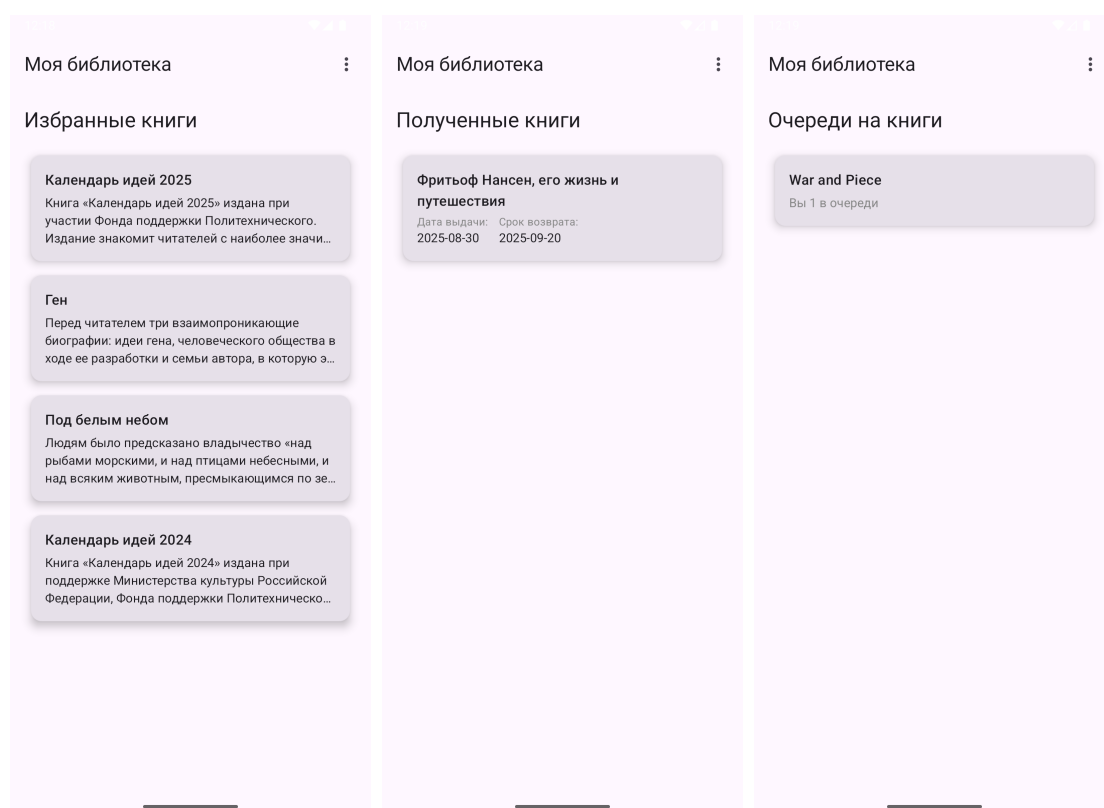 Моя библиотека
Избранные книги
Календарь идей 2025
Книга «Календарь идей 2025» издана при
участии Фонда поддержки Политехнического.
Издание знакомит читателей с наиболее значи…
Ген
Перед читателем три взаимопроникающие
биографии: идеи гена, человеческого общества в
ходе ее разработки и семьи автора, в которую э…
Под белым небом
Людям было предсказано владычество «над
рыбами морскими, и над птицами небесными, и
над всяким животным, пресмыкающимся по зе…
Календарь идей 2024
Книга «Календарь идей 2024» издана при
поддержке Министерства культуры Российской
Федерации, Фонда поддержки Политехническо…
Моя библиотека
Полученные книги
Фритьоф Нансен, его жизнь и
путешествия
Дата выдачи: Срок возврата:
2025-08-30 2025-09-20
Моя библиотека
Очереди на книги
War and Piece
Вы 1 в очереди